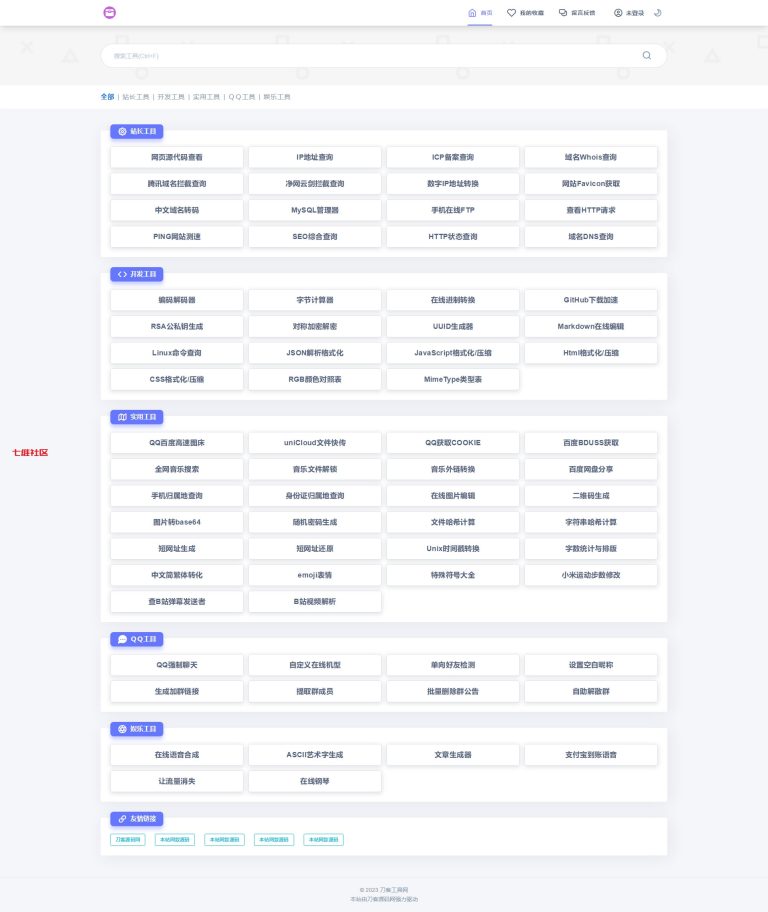 首页 我的收藏 留言反馈 未登录
搜索工具(Ctrl+F)
全部 | 站长工具 | 开发工具 | 实用工具 | QQ工具 | 娱乐工具
站长工具
网页源代码查看 IP地址查询 ICP备案查询 域名Whois查询
腾讯域名拦截查询 净网云剑拦截查询 数字IP地址转换 网站Favicon获取
中文域名转码 MySQL管理器 手机在线FTP 查看HTTP请求
PING网站测速 SEO综合查询 HTTP状态查询 域名DNS查询
开发工具
编码解码器 字节计算器 在线进制转换 GitHub下载加速
RSA公私钥生成 对称加密解密 UUID生成器 Markdown在线编辑
Linux命令查询 JSON解析格式化 JavaScript格式化/压缩 Html格式化/压缩
CSS格式化/压缩 RGB颜色对照表 MimeType类型表
实用工具
QQ百度高速图床 uniCloud文件快传 QQ获取COOKIE 百度BDUSS获取
七维社区
全网音乐搜索 音乐文件解锁 音乐外链转换 百度网盘分享
手机归属地查询 身份证归属地查询 在线图片编辑 二维码生成
图片转base64 随机密码生成 文件哈希计算 字符串哈希计算
短网址生成 短网址还原 Unix时间戳转换 字数统计与排版
中文简繁体转化 emoji表情 特殊符号大全 小米运动步数修改
查B站弹幕发送者 B站视频解析
QQ工具
QQ强制聊天 自定义在线机型 单向好友检测 设置空白昵称
生成加群链接 提取群成员 批量删除群公告 自助解散群
娱乐工具
在线语音合成 ASCII艺术字生成 文章生成器 支付宝到账语音
让流量消失 在线钢琴
友情链接
刀客源码网 本站同款源码 本站同款源码 本站同款源码 本站同款源码
© 2023 刀客工具网
本站由刀客源码网强力驱动